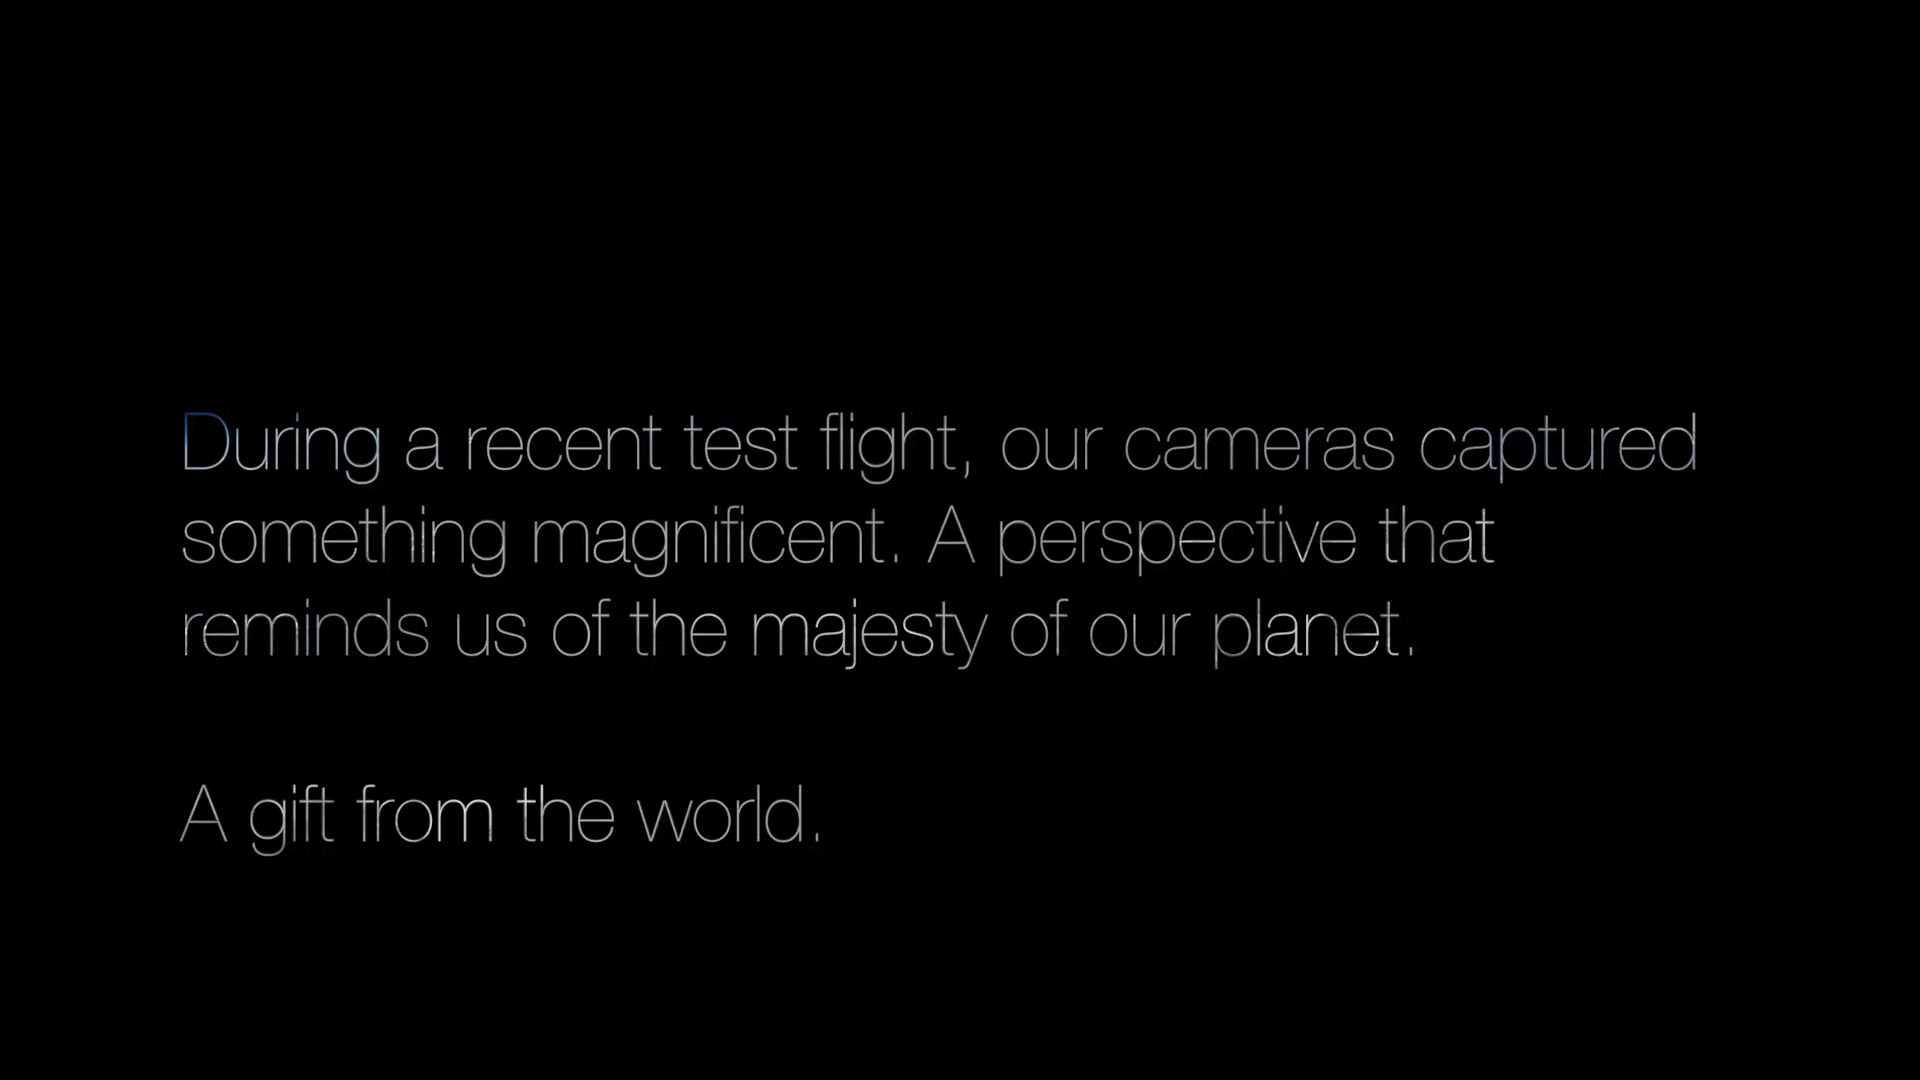 During a recent test flight, our cameras captured
something magnificent. A perspective that
reminds us of the majesty of our planet.
A gift from the world.